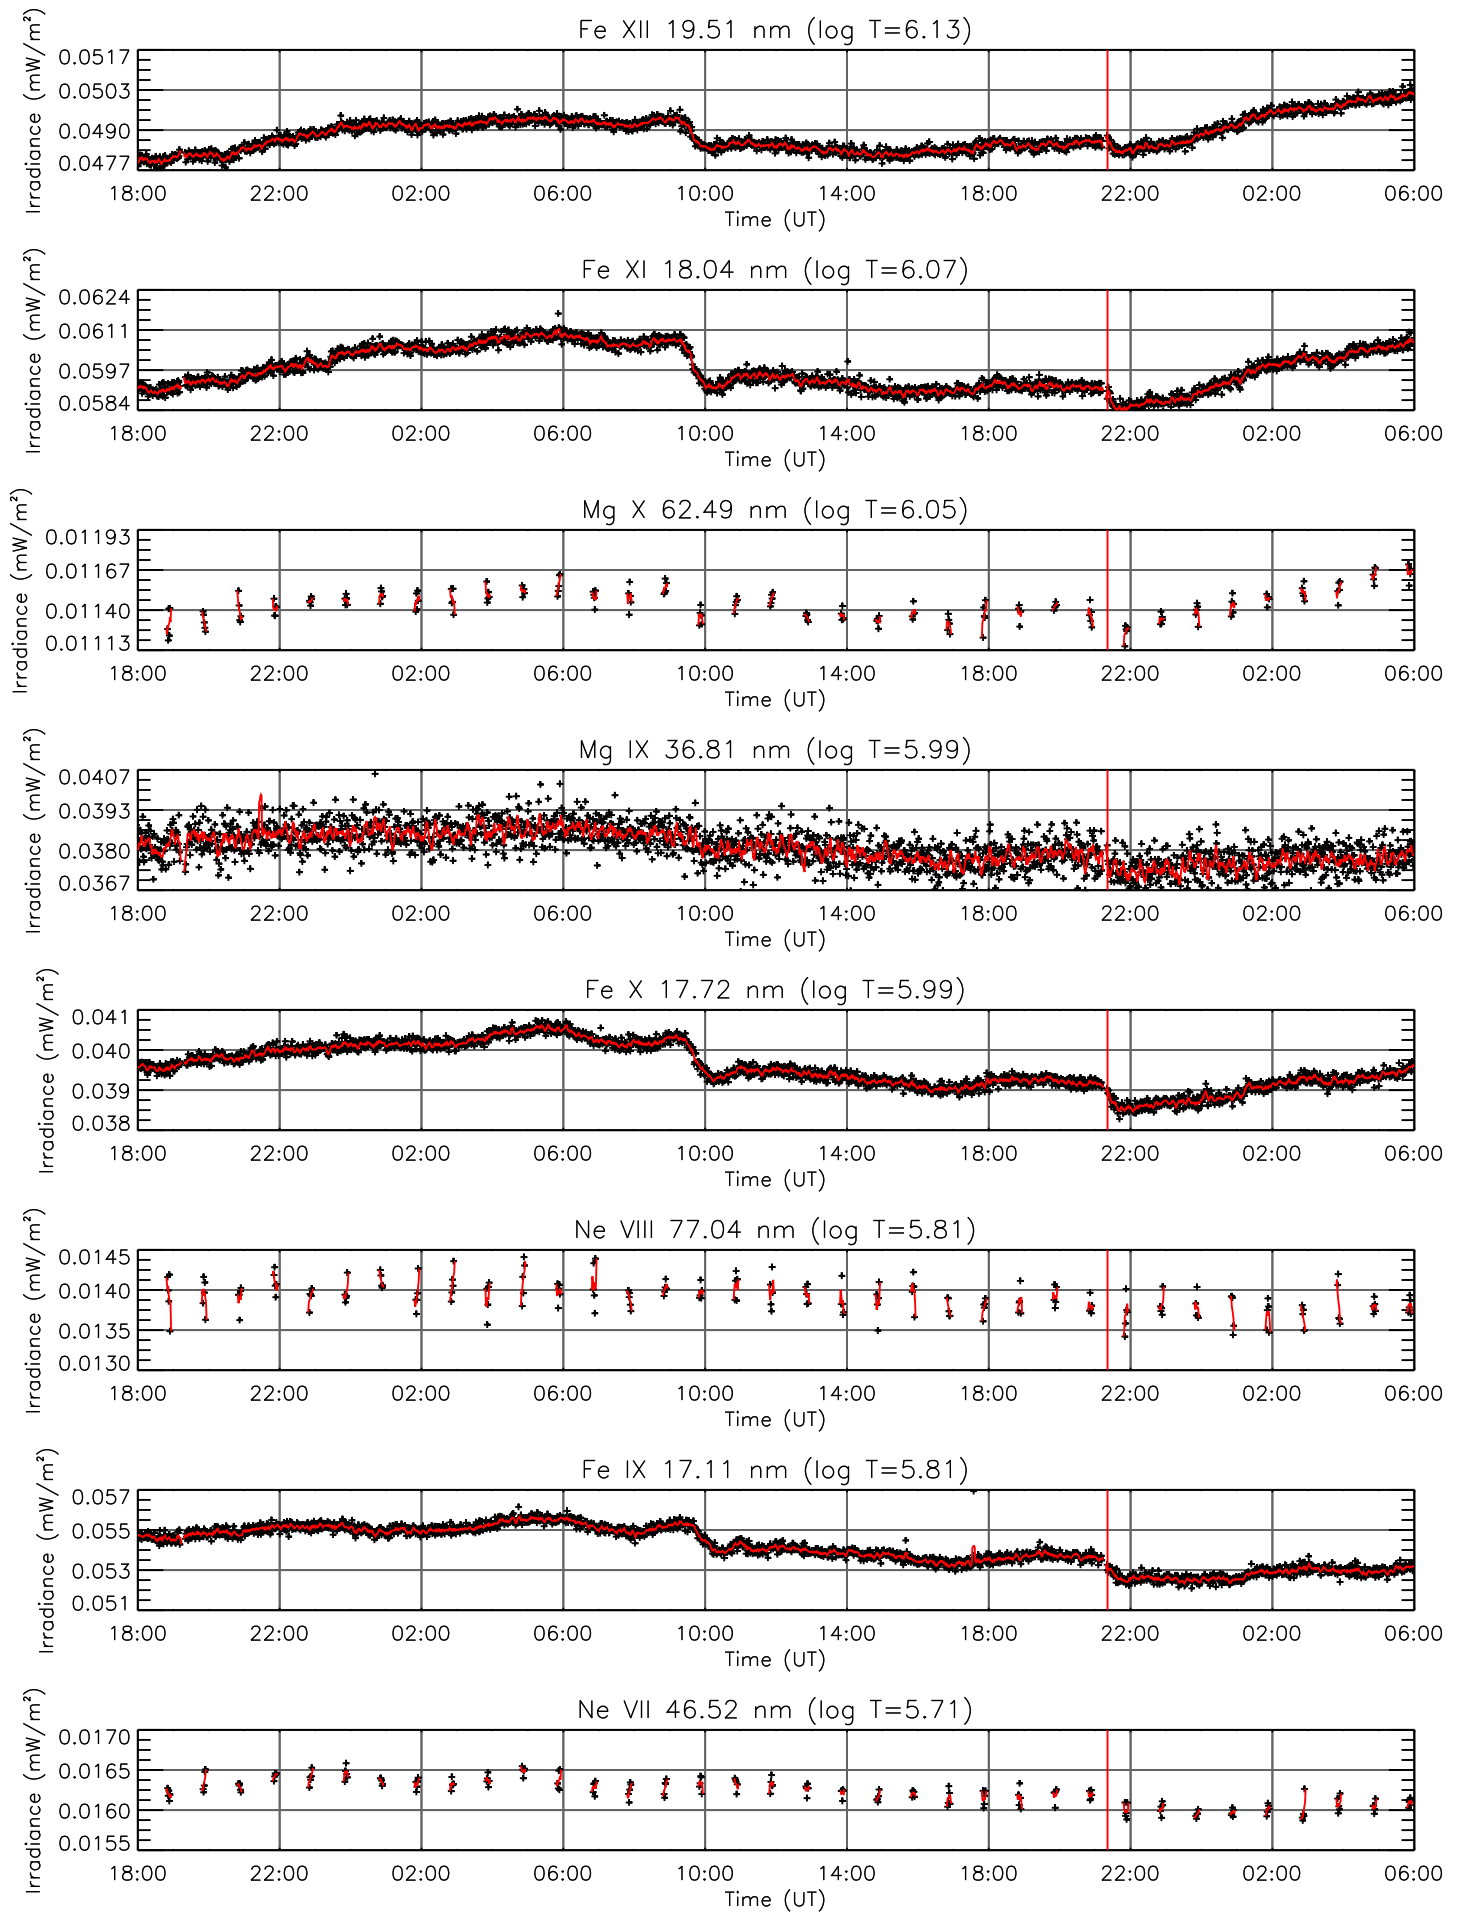 Fe XII 19.51 nm (log T=6.13)
Irradiance (mW/m²)
0.0517
0.0503
0.0490
0.0477
18:00 22:00 02:00 06:00 10:00 14:00 18:00 22:00 02:00 06:00
Time (UT)
Fe XI 18.04 nm (log T=6.07)
Irradiance (mW/m²)
0.0624
0.0611
0.0597
0.0584
18:00 22:00 02:00 06:00 10:00 14:00 18:00 22:00 02:00 06:00
Time (UT)
Mg X 62.49 nm (log T=6.05)
Irradiance (mW/m²)
0.01193
0.01167
0.01140
0.01113
18:00 22:00 02:00 06:00 10:00 14:00 18:00 22:00 02:00 06:00
Time (UT)
Mg IX 36.81 nm (log T=5.99)
Irradiance (mW/m²)
0.0407
0.0393
0.0380
0.0367
18:00 22:00 02:00 06:00 10:00 14:00 18:00 22:00 02:00 06:00
Time (UT)
Fe X 17.72 nm (log T=5.99)
Irradiance (mW/m²)
0.041
0.040
0.039
0.038
18:00 22:00 02:00 06:00 10:00 14:00 18:00 22:00 02:00 06:00
Time (UT)
Ne VIII 77.04 nm (log T=5.81)
Irradiance (mW/m²)
0.0145
0.0140
0.0135
0.0130
18:00 22:00 02:00 06:00 10:00 14:00 18:00 22:00 02:00 06:00
Time (UT)
Fe IX 17.11 nm (log T=5.81)
Irradiance (mW/m²)
0.057
0.055
0.053
0.051
18:00 22:00 02:00 06:00 10:00 14:00 18:00 22:00 02:00 06:00
Time (UT)
Ne VII 46.52 nm (log T=5.71)
Irradiance (mW/m²)
0.0170
0.0165
0.0160
0.0155
18:00 22:00 02:00 06:00 10:00 14:00 18:00 22:00 02:00 06:00
Time (UT)